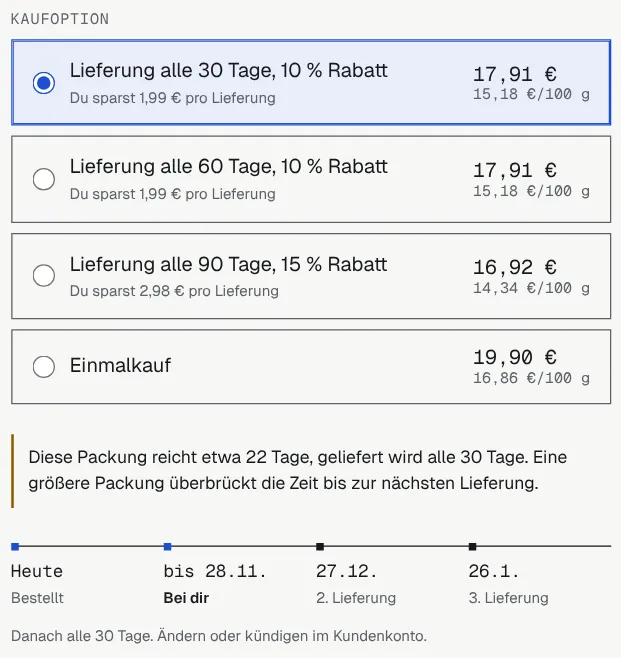 KAUFOPTION
Lieferung alle 30 Tage, 10 % Rabatt
17,91 €
Du sparst 1,99 € pro Lieferung
15,18 €/100 g
Lieferung alle 60 Tage, 10 % Rabatt
17,91 €
Du sparst 1,99 € pro Lieferung
15,18 €/100 g
Lieferung alle 90 Tage, 15 % Rabatt
16,92 €
Du sparst 2,98 € pro Lieferung
14,34 €/100 g
Einmalkauf
19,90 €
16,86 €/100 g
Diese Packung reicht etwa 22 Tage, geliefert wird alle 30 Tage. Eine
größere Packung überbrückt die Zeit bis zur nächsten Lieferung.
Heute
bis 28.11.
27.12.
26.1.
Bestellt
Bei dir
2. Lieferung
3. Lieferung
Danach alle 30 Tage. Ändern oder kündigen im Kundenkonto.